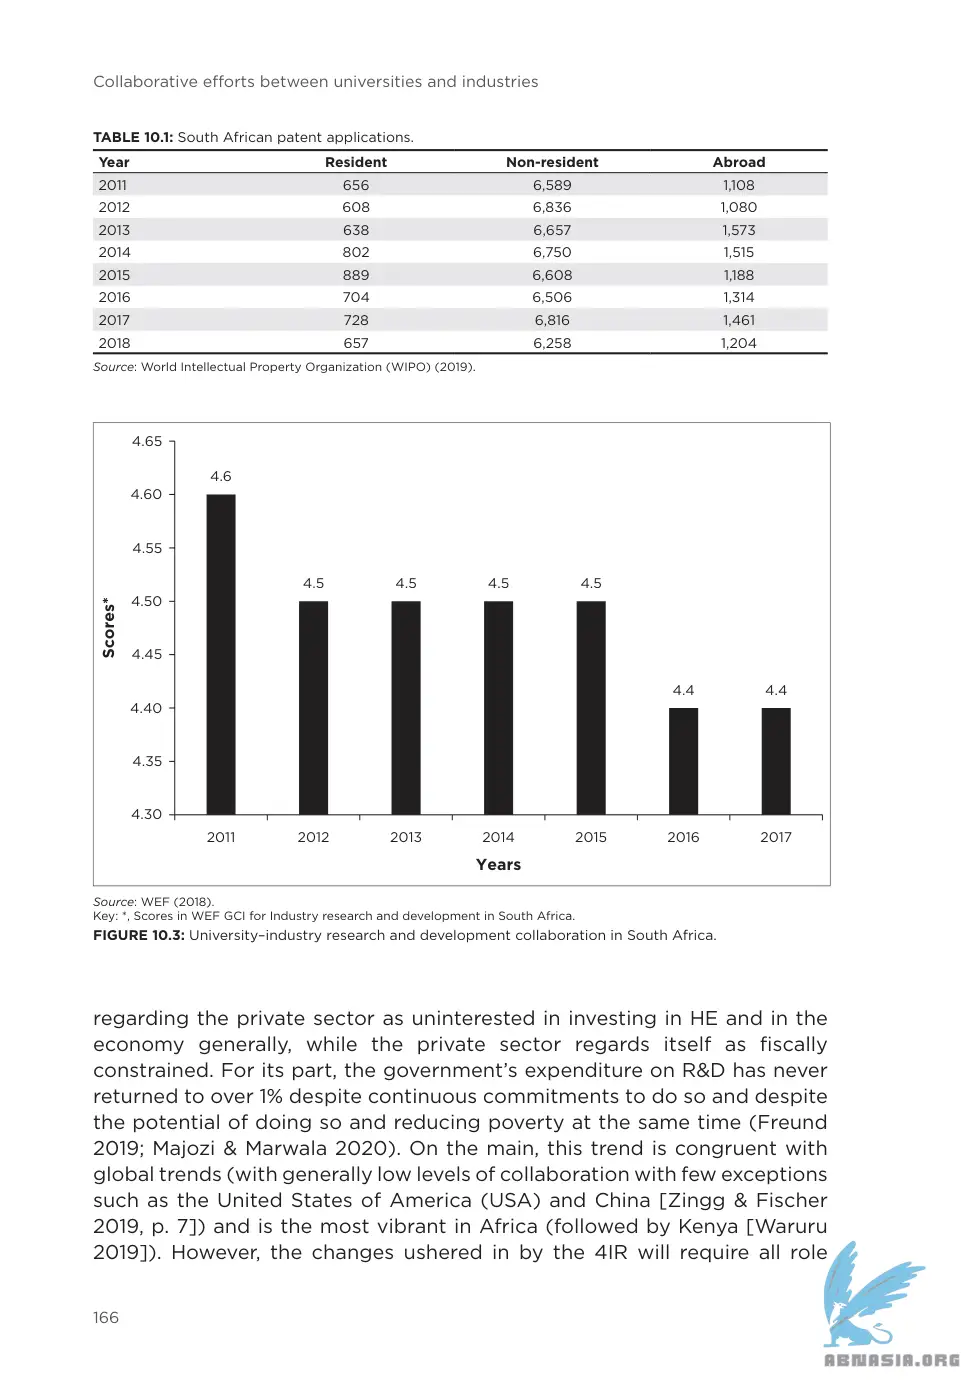 Collaborative efforts between universities and industries
TABLE 10.1: South African patent applications.
Year Resident Non-resident Abroad
2011 656 6,589 1,108
2012 608 6,836 1,080
2013 638 6,657 1,573
2014 802 6,750 1,515
2015 889 6,608 1,188
2016 704 6,506 1,314
2017 728 6,816 1,461
2018 657 6,258 1,204
Source: World Intellectual Property Organization (WIPO) (2019).
4.65
4.60
4.55
4.50
4.45
4.40
4.35
4.30
Scores*
4.6
4.5
4.5
4.5
4.5
4.4
4.4
2011 2012 2013 2014 2015 2016 2017
Years
Source: WEF (2018).
Key: *, Scores in WEF GCI for Industry research and development in South Africa.
FIGURE 10.3: University–industry research and development collaboration in South Africa.
regarding the private sector as uninterested in investing in HE and in the
economy generally, while the private sector regards itself as fiscally
constrained. For its part, the government’s expenditure on R&D has never
returned to over 1% despite continuous commitments to do so and despite
the potential of doing so and reducing poverty at the same time (Freund
2019; Majozi & Marwala 2020). On the main, this trend is congruent with
global trends (with generally low levels of collaboration with few exceptions
such as the United States of America (USA) and China [Zingg & Fischer
2019, p. 7]) and is the most vibrant in Africa (followed by Kenya [Waruru
2019]). However, the changes ushered in by the 4IR will require all role
166
ABNASIA.ORG